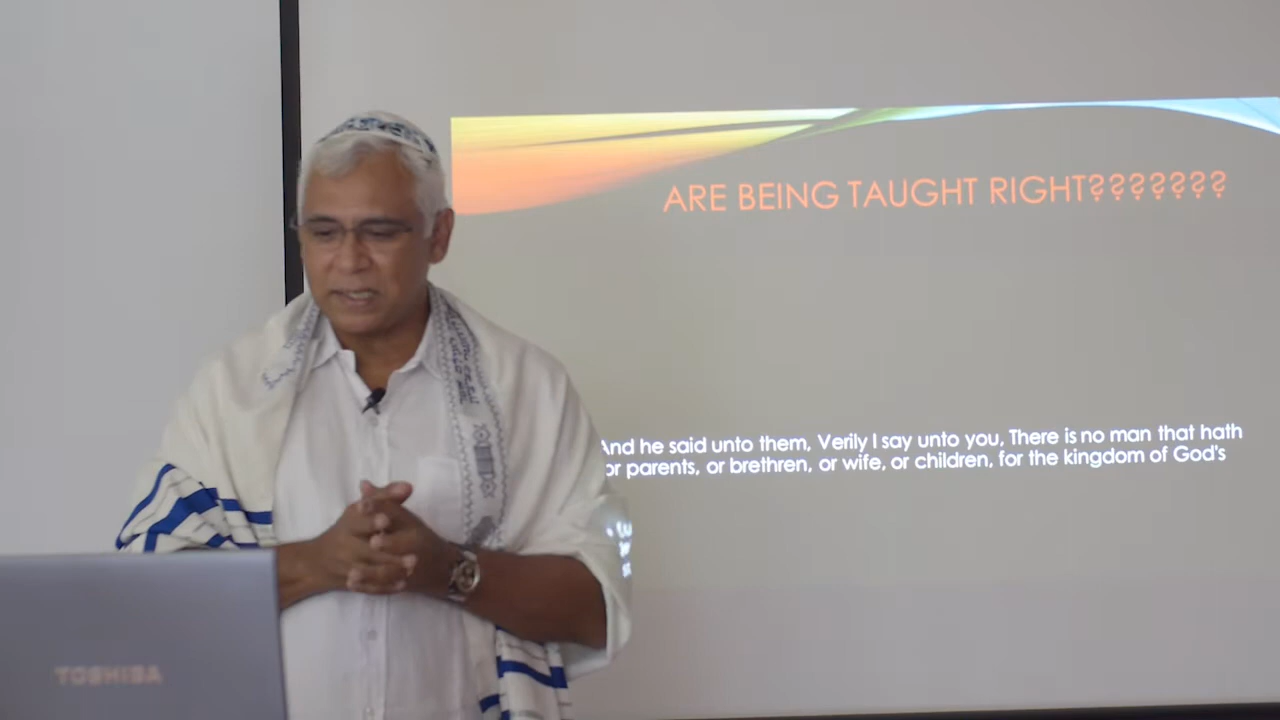 ARE BEING TAUGHT RIGHT???????
And he said unto them, Verily I say unto you, There is no man that hath
or parents, or brethren, or wife, or children, for the kingdom of God's
TOSHIBA